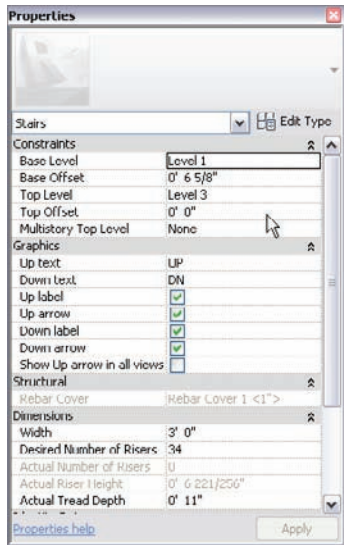 Properties
Stairs Edit Type
Constraints
Base Level Level 1
Base Offset 0' 6 5/8"
Top Level Level 3
Top Offset 0' 0"
Multistory Top Level None
Graphics
Up text UP
Down text DN
Up label
Up arrow
Down label
Down arrow
Show Up arrow in all views
Structural
Rebar Cover Rebar Cover 1 <1">
Dimensions
Width 3' 0"
Desired Number of Risers 34
Actual Number of Risers 0
Actual Riser Height 0' 6 221/256"
Actual Tread Depth 0' 11"
Properties help Apply